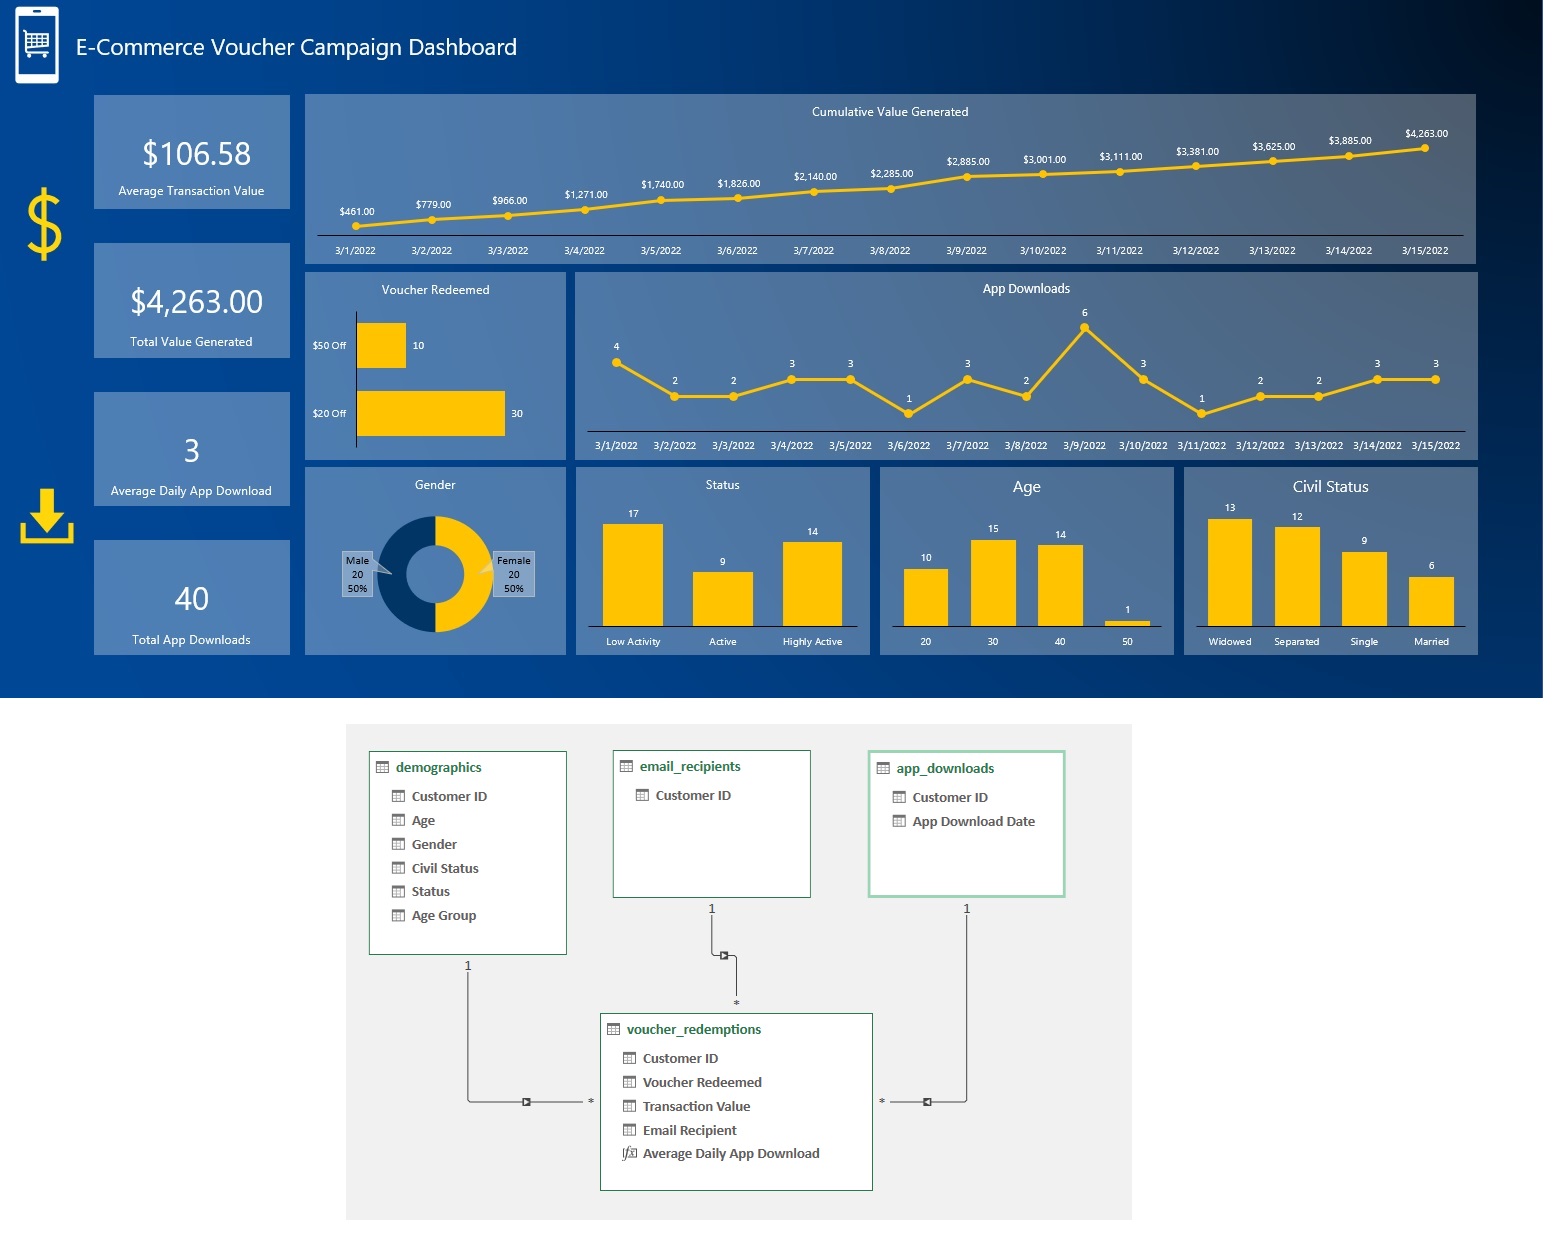 E-Commerce Voucher Campaign Dashboard
$106.58
Average Transaction Value
$4,263.00
Total Value Generated
3
Average Daily App Download
40
Total App Downloads
Cumulative Value Generated
$461.00 $779.00 $966.00 $1,271.00 $1,740.00 $1,826.00 $2,140.00 $2,285.00 $2,885.00 $3,001.00 $3,111.00 $3,381.00 $3,625.00 $3,885.00 $4,263.00
3/1/2022 3/2/2022 3/3/2022 3/4/2022 3/5/2022 3/6/2022 3/7/2022 3/8/2022 3/9/2022 3/10/2022 3/11/2022 3/12/2022 3/13/2022 3/14/2022 3/15/2022
Voucher Redeemed
$50 Off 10
$20 Off 30
App Downloads
4 2 2 3 3 1 3 2 6 3 1 2 2 3 3
3/1/2022 3/2/2022 3/3/2022 3/4/2022 3/5/2022 3/6/2022 3/7/2022 3/8/2022 3/9/2022 3/10/2022 3/11/2022 3/12/2022 3/13/2022 3/14/2022 3/15/2022
Gender
Male
20
50%
Female
20
50%
Status
17 9 14
Low Activity Active Highly Active
Age
10 15 14 1
20 30 40 50
Civil Status
13 12 9 6
Widowed Separated Single Married
demographics
Customer ID
Age
Gender
Civil Status
Status
Age Group
1
email_recipients
Customer ID
1
*
app_downloads
Customer ID
App Download Date
1
*
*
voucher_redemptions
Customer ID
Voucher Redeemed
Transaction Value
Email Recipient
fx Average Daily App Download